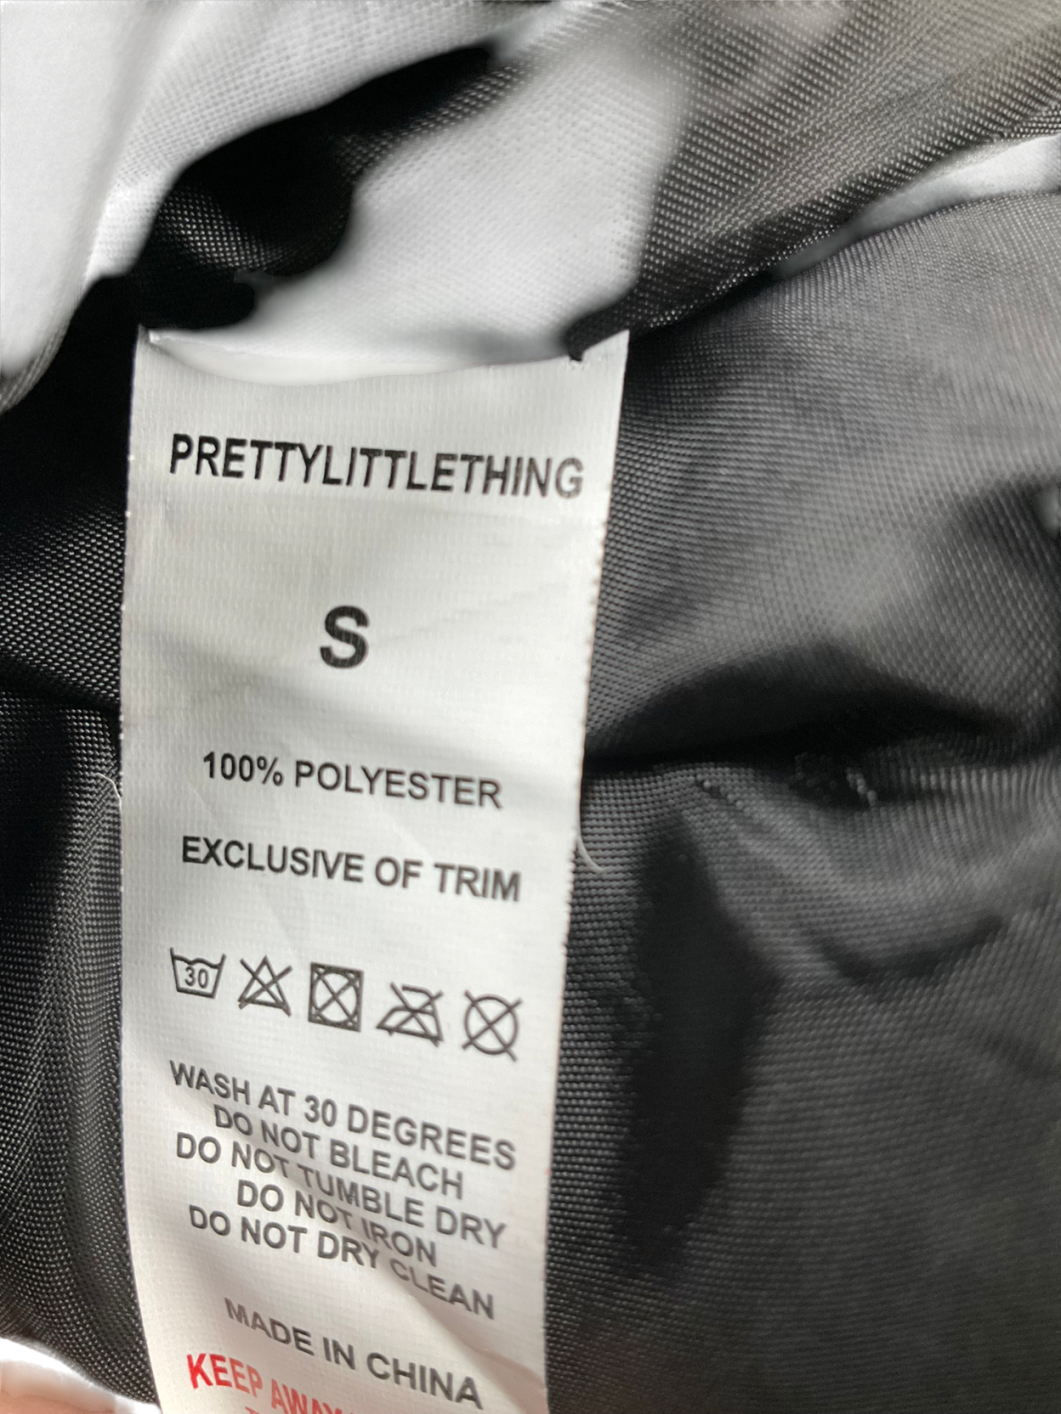 PRETTYLITTLETHING
S
100% POLYESTER
EXCLUSIVE OF TRIM
30
WASH AT 30 DEGREES
DO NOT BLEACH
DO NOT TUMBLE DRY
DO NOT IRON
DO NOT DRY CLEAN
MADE IN CHINA
KEEP AWAY